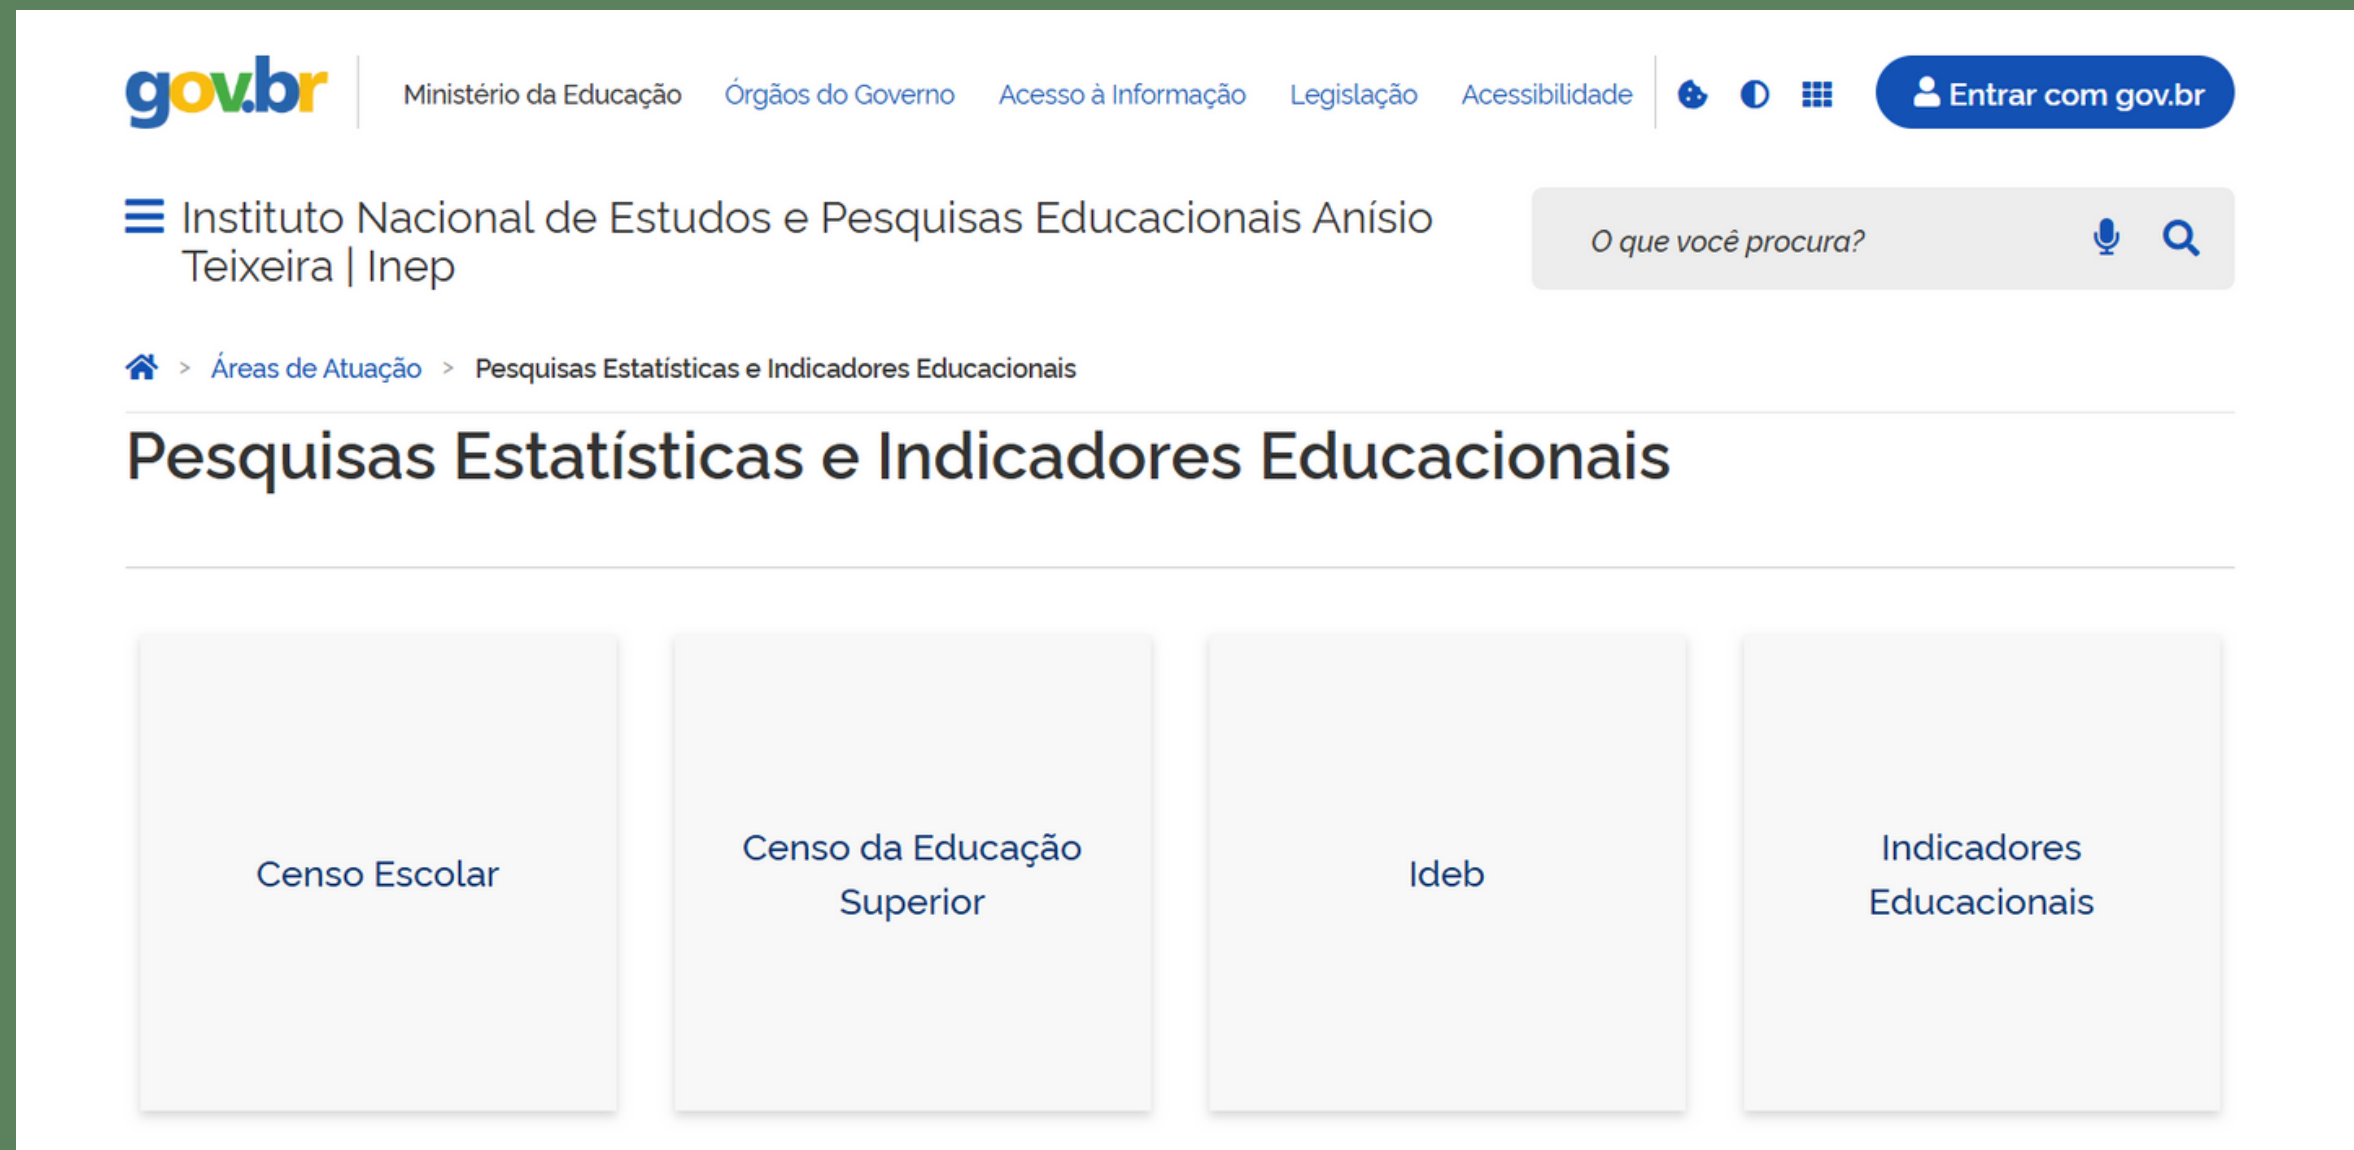 gov.br
Ministério da Educação Órgãos do Governo Acesso à Informação Legislação Acessibilidade Entrar com gov.br
Instituto Nacional de Estudos e Pesquisas Educacionais Anísio
Teixeira | Inep
O que você procura?
> Áreas de Atuação > Pesquisas Estatísticas e Indicadores Educacionais
Pesquisas Estatísticas e Indicadores Educacionais
Censo Escolar
Censo da Educação
Superior
Ideb
Indicadores
Educacionais